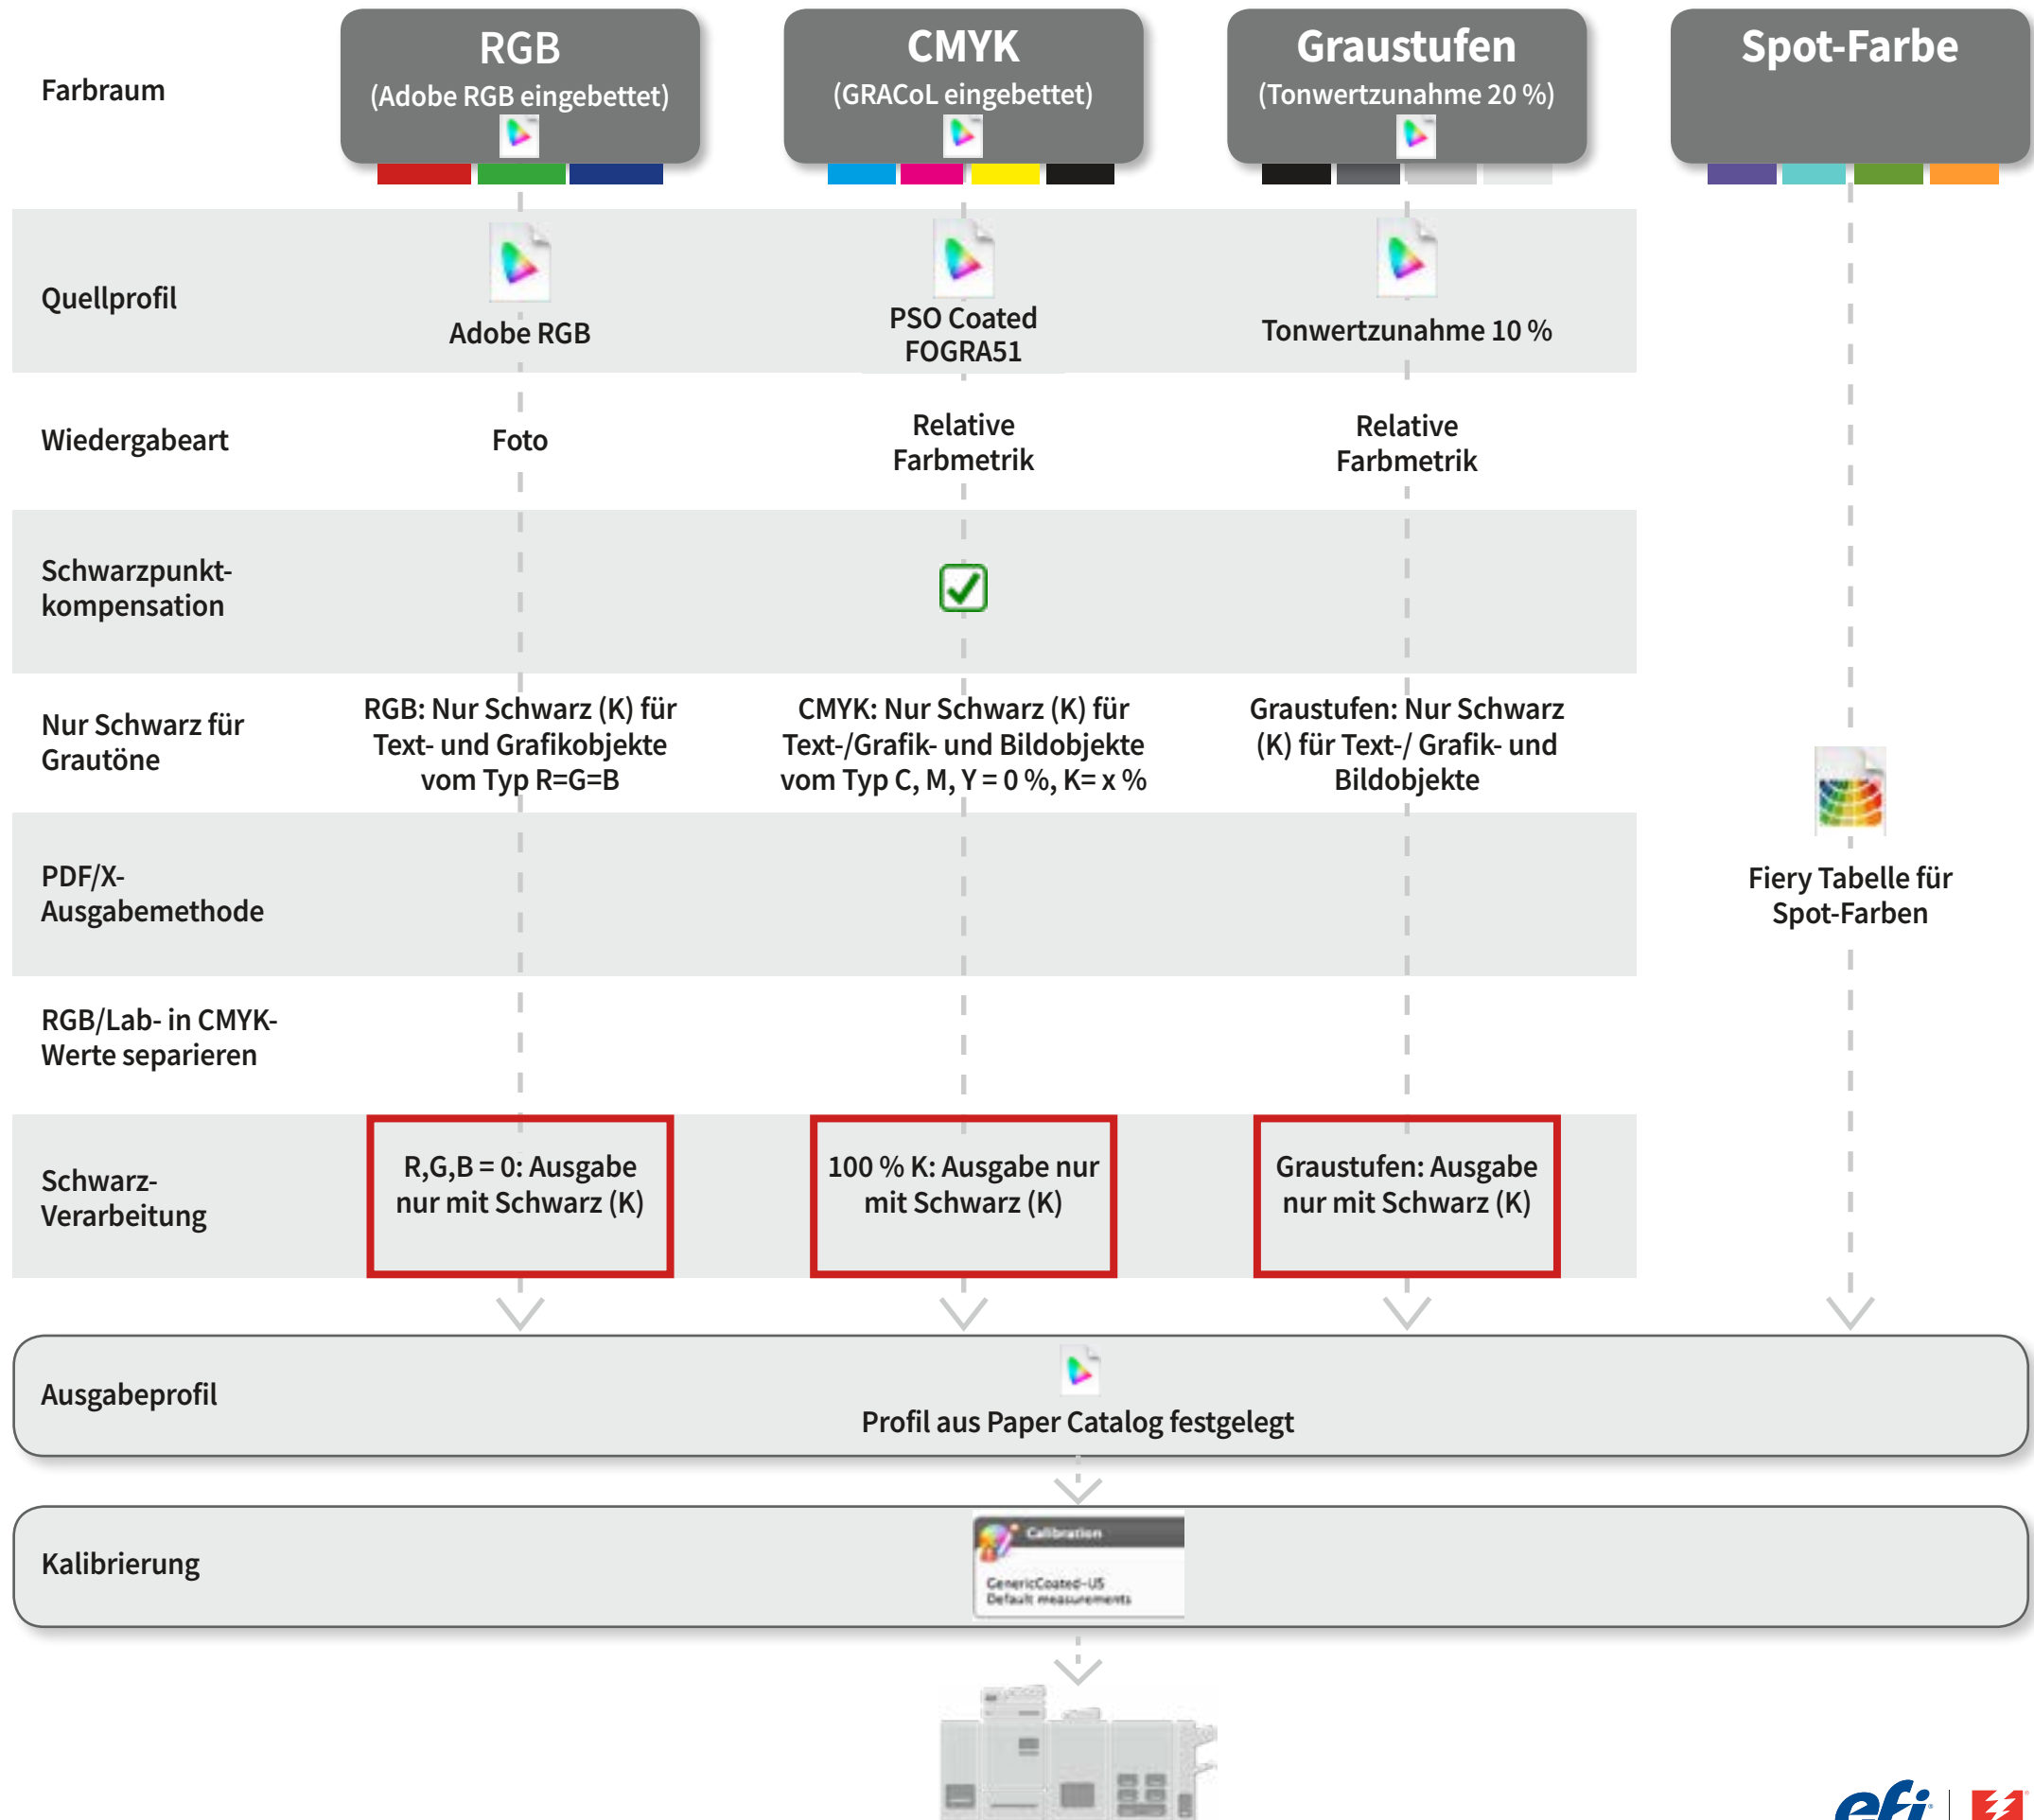 Farbraum
RGB
(Adobe RGB eingebettet)
CMYK
(GRACoL eingebettet)
Graustufen
(Tonwertzunahme 20 %)
Spot-Farbe
Quellprofil
Adobe RGB
PSO Coated
FOGRA51
Tonwertzunahme 10 %
Wiedergabeart
Foto
Relative
Farbmetrik
Relative
Farbmetrik
Schwarzpunkt-
kompensation
Nur Schwarz für
Grautöne
RGB: Nur Schwarz (K) für
Text- und Grafikobjekte
vom Typ R=G=B
CMYK: Nur Schwarz (K) für
Text-/Grafik- und Bildobjekte
vom Typ C, M, Y = 0 %, K= x %
Graustufen: Nur Schwarz
(K) für Text-/ Grafik- und
Bildobjekte
PDF/X-
Ausgabemethode
Fiery Tabelle für
Spot-Farben
RGB/Lab- in CMYK-
Werte separieren
Schwarz-
Verarbeitung
R,G,B = 0: Ausgabe
nur mit Schwarz (K)
100 % K: Ausgabe nur
mit Schwarz (K)
Graustufen: Ausgabe
nur mit Schwarz (K)
Ausgabeprofil
Profil aus Paper Catalog festgelegt
Kalibrierung
Calibration
GenericCoated-US
Default measurements
efi